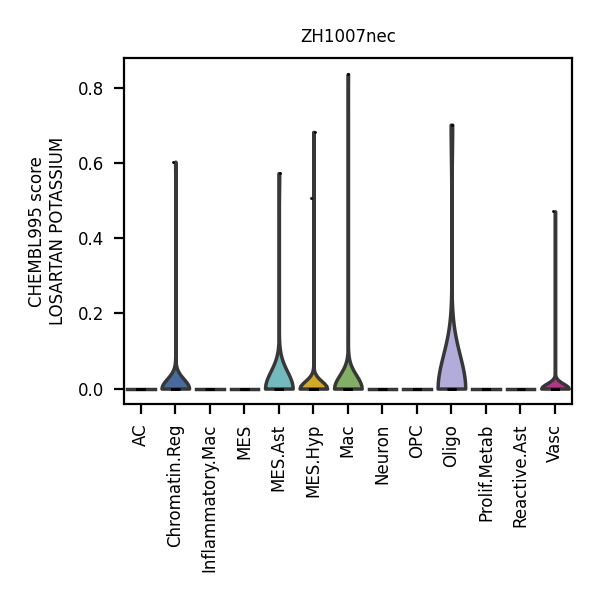 ZH1007nec
CHEMBL995 score
LOSARTAN POTASSIUM
0.8
0.6
0.4
0.2
0.0
AC
Chromatin.Reg
Inflammatory.Mac
MES
MES.Ast
MES.Hyp
Mac
Neuron
OPC
Oligo
Prolif.Metab
Reactive.Ast
Vasc